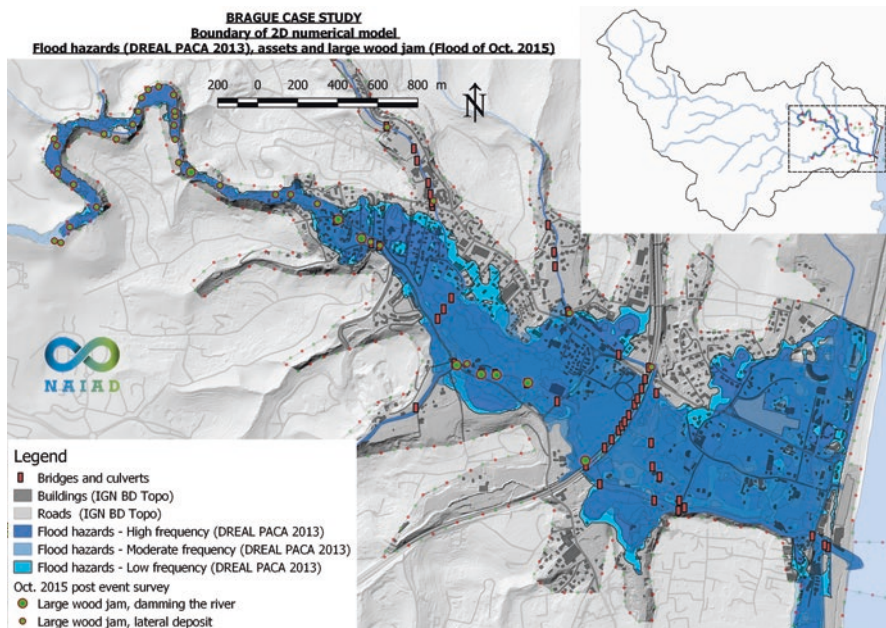 BRAGUE CASE STUDY
Boundary of 2D numerical model
Flood hazards (DREAL PACA 2013), assets and large wood jam (Flood of Oct. 2015)
200 0 200 400 600 800 m
N
NAIAD
Legend
Bridges and culverts
Buildings (IGN BD Topo)
Roads (IGN BD Topo)
Flood hazards - High frequency (DREAL PACA 2013)
Flood hazards - Moderate frequency (DREAL PACA 2013)
Flood hazards - Low frequency (DREAL PACA 2013)
Oct. 2015 post event survey
Large wood jam, damming the river
Large wood jam, lateral deposit